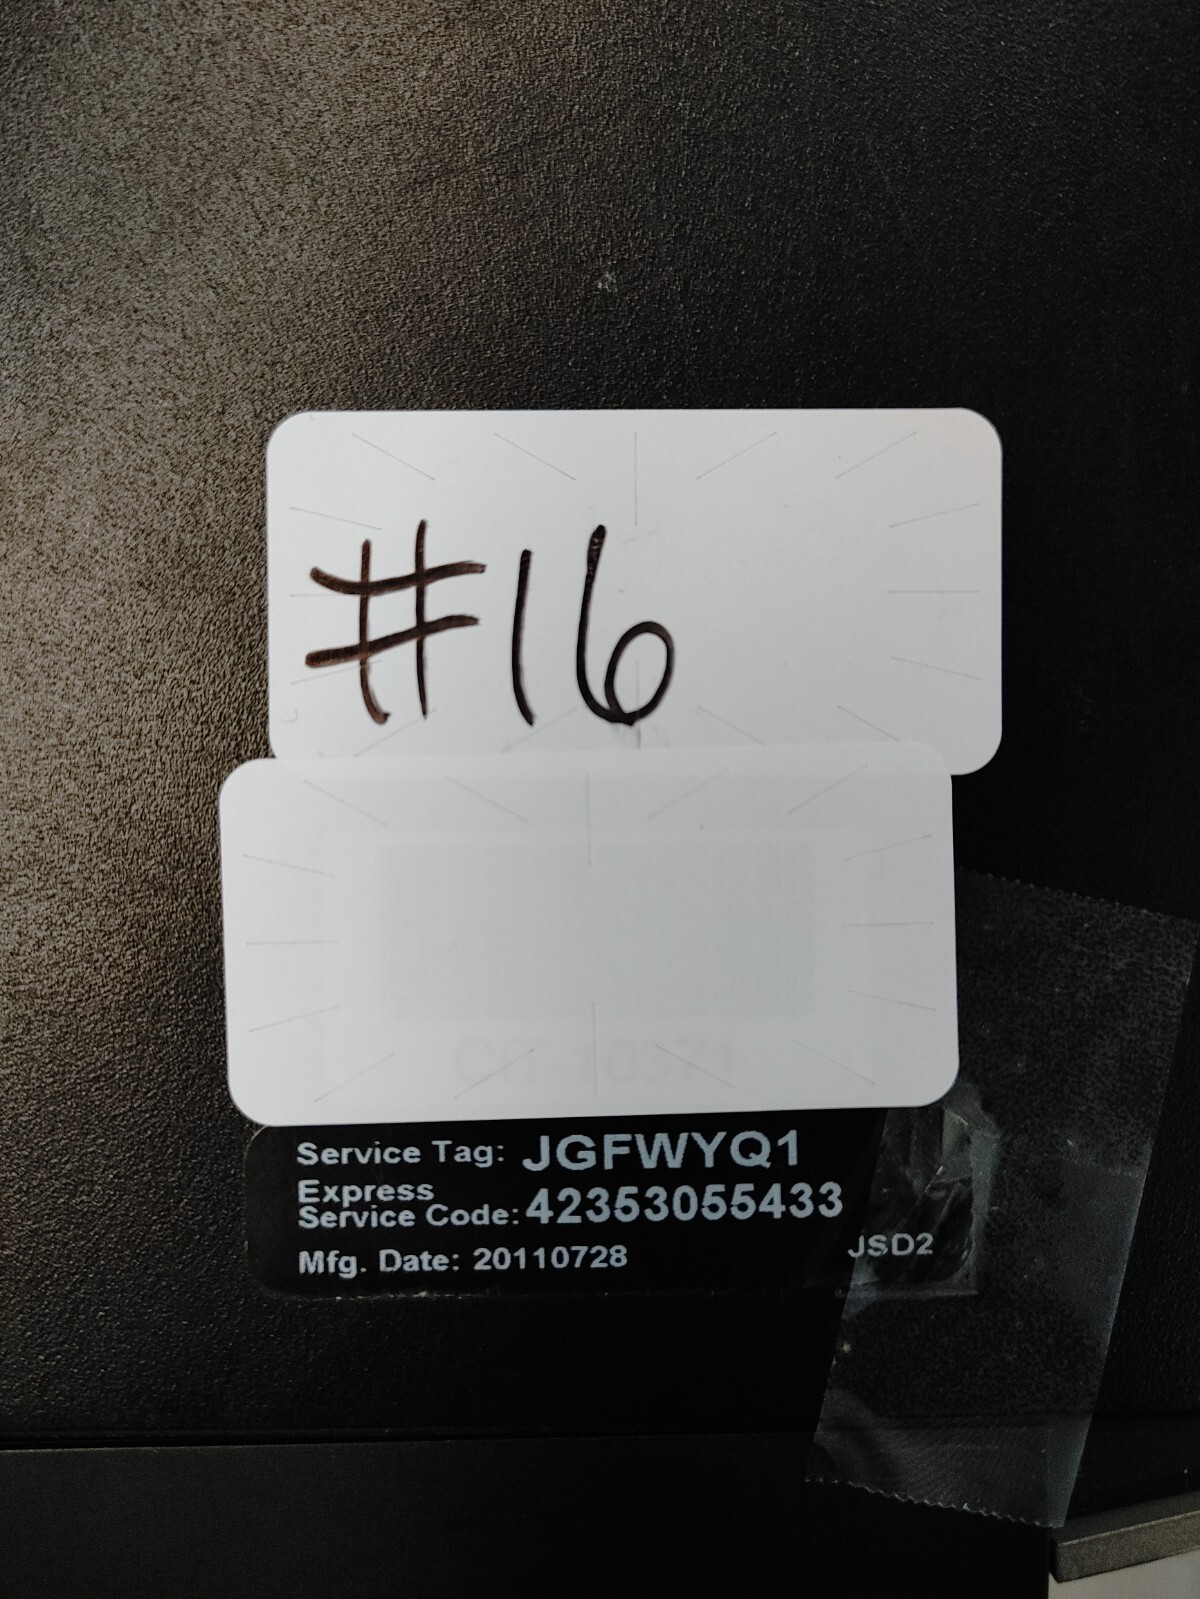 #16
Service Tag: JGFWYQ1
Express
Service Code: 42353055433
Mfg. Date: 20110728
JSD2